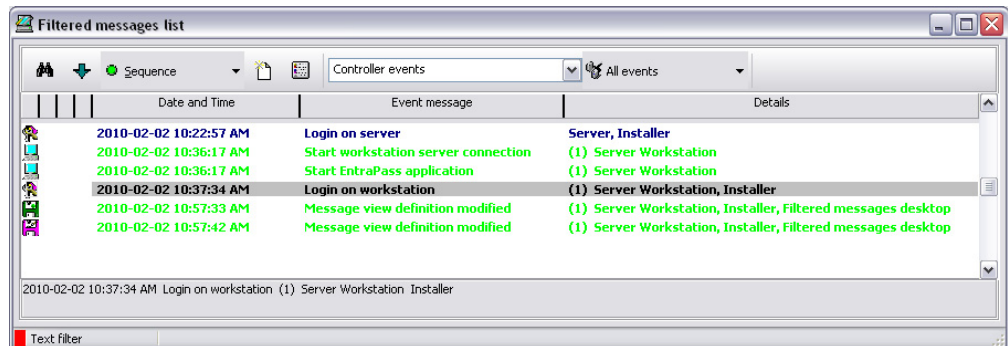 Filtered messages list
Sequence Controller events All events
Date and Time Event message Details
2010-02-02 10:22:57 AM Login on server Server, Installer
2010-02-02 10:36:17 AM Start workstation server connection (1) Server Workstation
2010-02-02 10:36:17 AM Start EntraPass application (1) Server Workstation
2010-02-02 10:37:34 AM Login on workstation (1) Server Workstation, Installer
2010-02-02 10:57:33 AM Message view definition modified (1) Server Workstation, Installer, Filtered messages desktop
2010-02-02 10:57:42 AM Message view definition modified (1) Server Workstation, Installer, Filtered messages desktop
2010-02-02 10:37:34 AM Login on workstation (1) Server Workstation Installer
Text filter